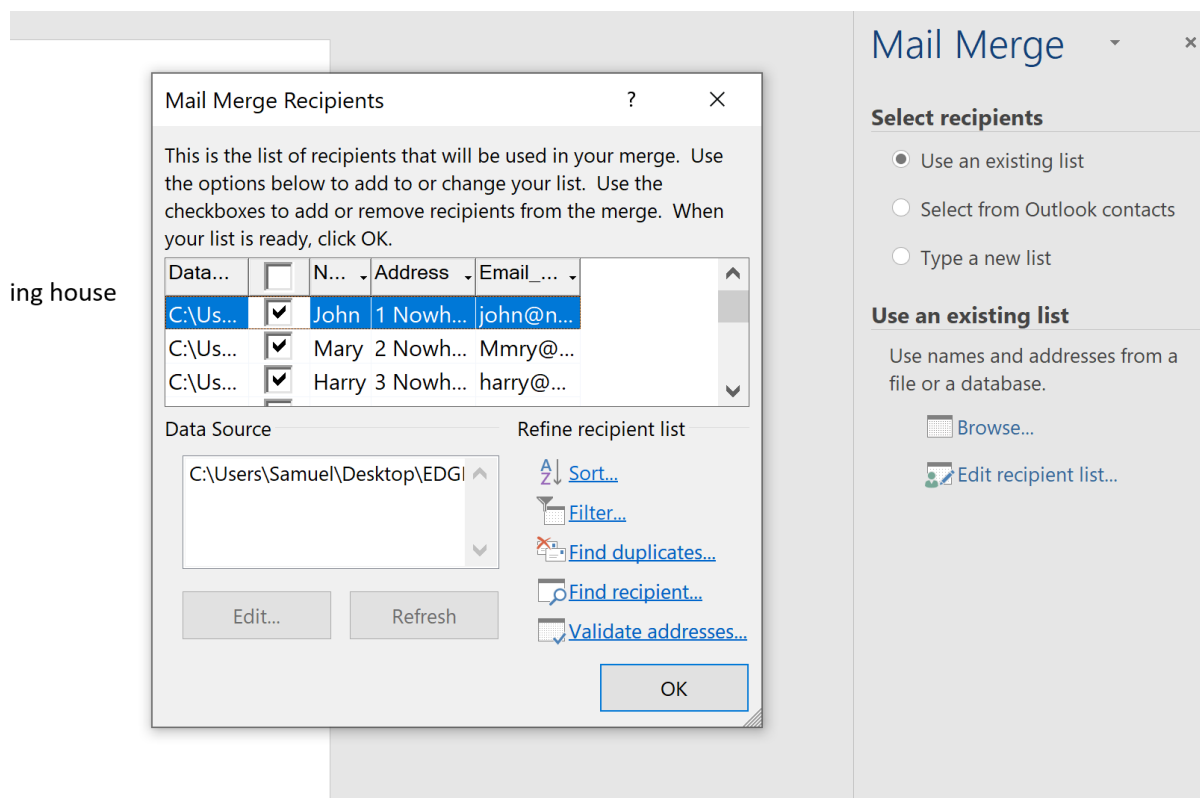 Mail Merge
Select recipients
Use an existing list
Select from Outlook contacts
Type a new list
Use an existing list
Use names and addresses from a
file or a database.
Browse...
Edit recipient list...
ing house
Mail Merge Recipients ?
This is the list of recipients that will be used in your merge. Use
the options below to add to or change your list. Use the
checkboxes to add or remove recipients from the merge. When
your list is ready, click OK.
Data... N... Address Email_...
C:\Us... John 1 Nowh... john@n...
C:\Us... Mary 2 Nowh... Mmry@...
C:\Us... Harry 3 Nowh... harry@...
Data Source
C:\Users\Samuel\Desktop\EDGI
Edit... Refresh
Refine recipient list
Sort...
Filter...
Find duplicates...
Find recipient...
Validate addresses...
OK